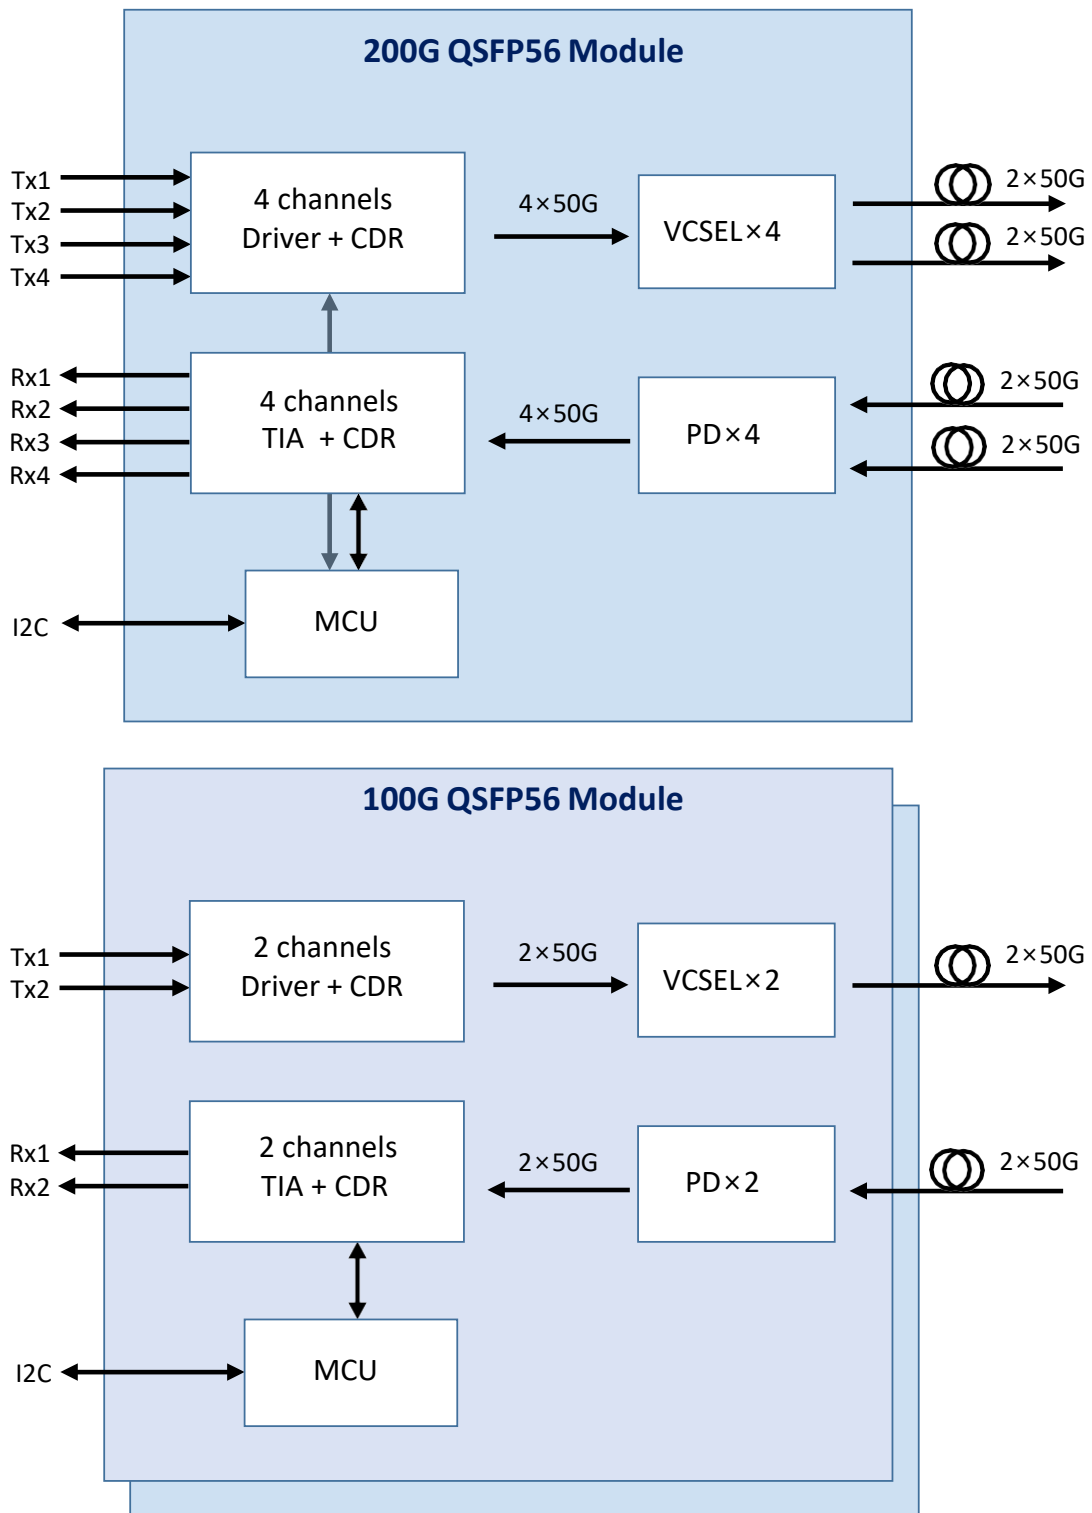 200G QSFP56 Module
Tx1
Tx2
Tx3
Tx4
4 channels
Driver + CDR
4×50G
VCSEL×4
2×50G
2×50G
Rx1
Rx2
Rx3
Rx4
4 channels
TIA + CDR
4×50G
PD×4
2×50G
2×50G
I2C
MCU
100G QSFP56 Module
Tx1
Tx2
2 channels
Driver + CDR
2×50G
VCSEL×2
2×50G
Rx1
Rx2
2 channels
TIA + CDR
2×50G
PD×2
2×50G
I2C
MCU